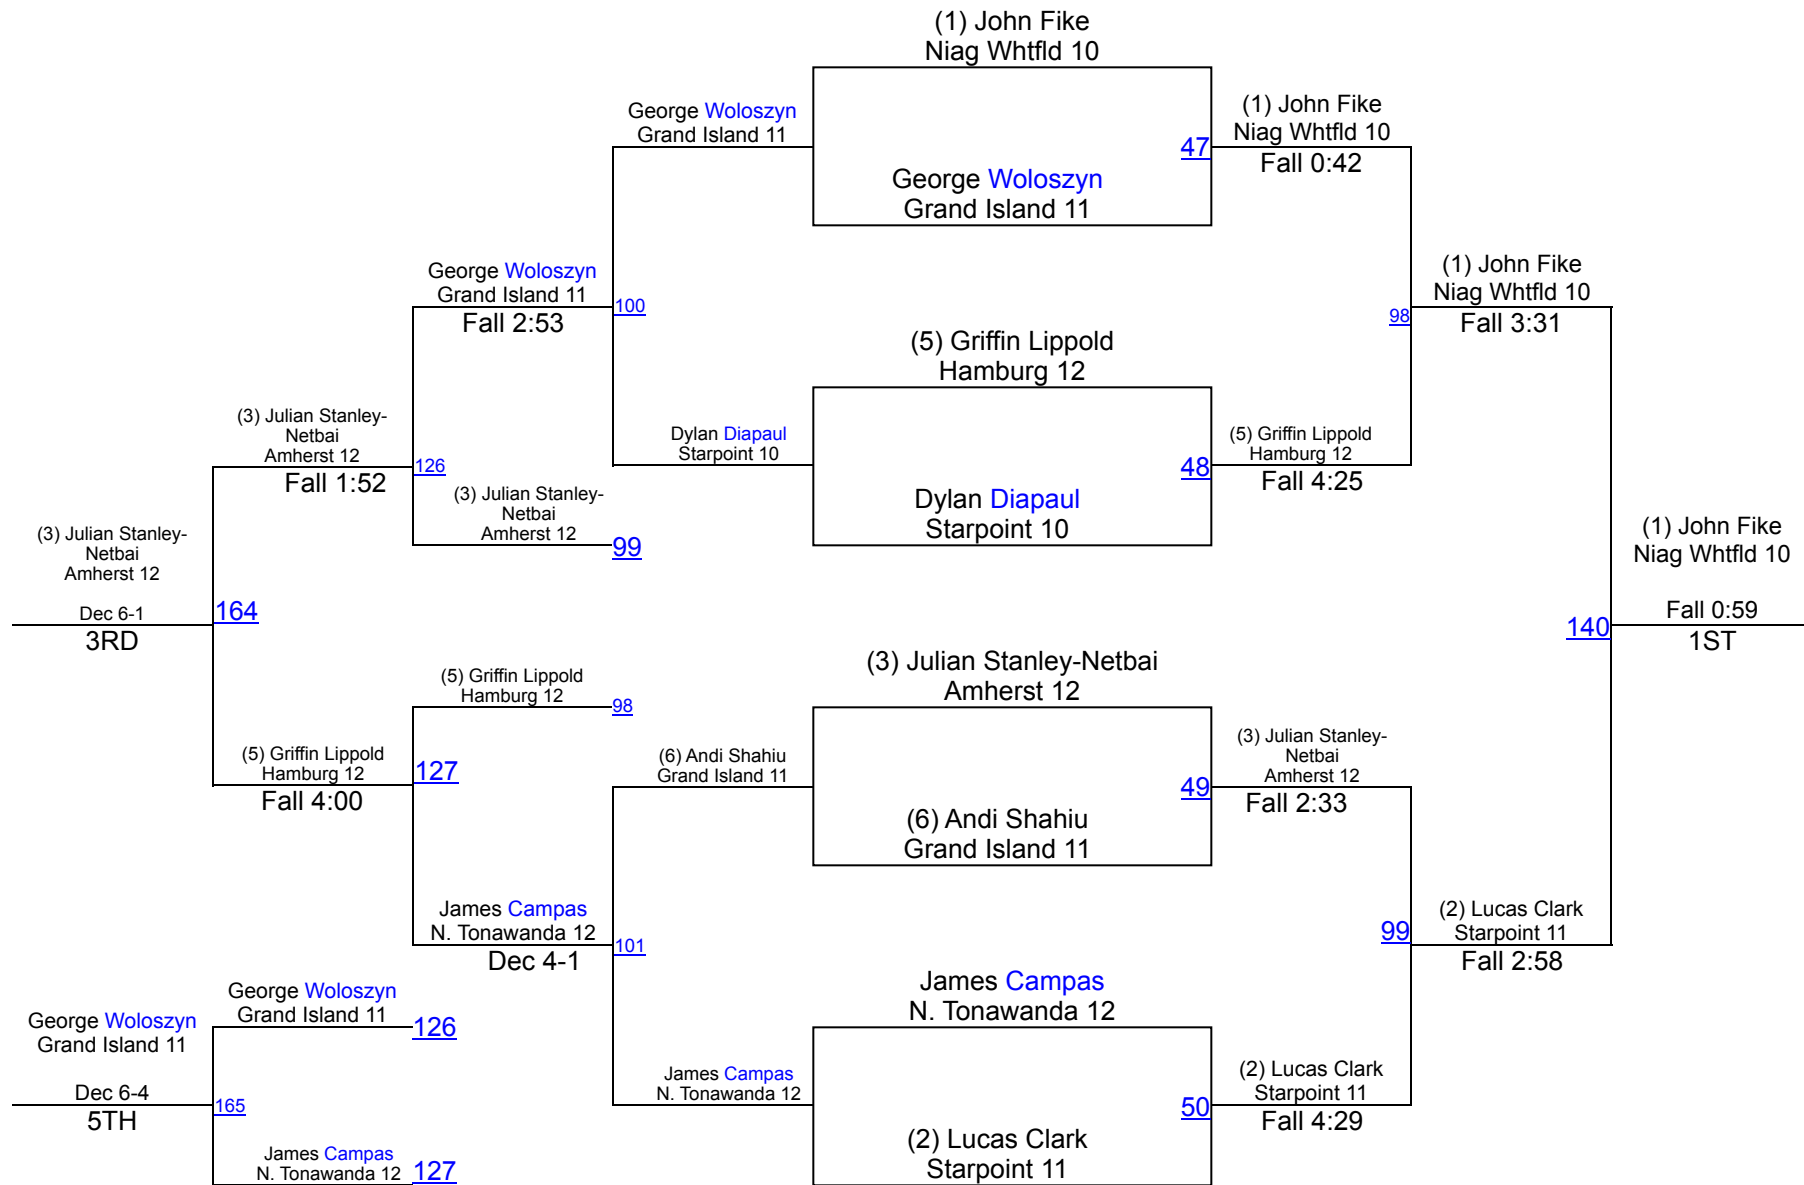 (1) John Fike
Niag Whtfld 10
George Woloszyn
Grand Island 11
47
(1) John Fike
Niag Whtfld 10
Fall 0:42
George Woloszyn
Grand Island 11
George Woloszyn
Grand Island 11
Fall 2:53
100
(5) Griffin Lippold
Hamburg 12
98
(1) John Fike
Niag Whtfld 10
Fall 3:31
(3) Julian Stanley-
Netbai
Amherst 12
Fall 1:52
126
Dylan Diapaul
Starpoint 10
48
(5) Griffin Lippold
Hamburg 12
Fall 4:25
(3) Julian Stanley-
Netbai
Amherst 12
99
Dylan Diapaul
Starpoint 10
(3) Julian Stanley-
Netbai
Amherst 12
Dec 6-1
3RD
164
(1) John Fike
Niag Whtfld 10
140
Fall 0:59
1ST
(5) Griffin Lippold
Hamburg 12
98
(3) Julian Stanley-Netbai
Amherst 12
(5) Griffin Lippold
Hamburg 12
Fall 4:00
127
(6) Andi Shahiu
Grand Island 11
49
(3) Julian Stanley-
Netbai
Amherst 12
Fall 2:33
(6) Andi Shahiu
Grand Island 11
James Campas
N. Tonawanda 12
Dec 4-1
101
99
(2) Lucas Clark
Starpoint 11
Fall 2:58
James Campas
N. Tonawanda 12
George Woloszyn
Grand Island 11
126
George Woloszyn
Grand Island 11
Dec 6-4
5TH
165
James Campas
N. Tonawanda 12
50
(2) Lucas Clark
Starpoint 11
Fall 4:29
James Campas
N. Tonawanda 12
127
(2) Lucas Clark
Starpoint 11